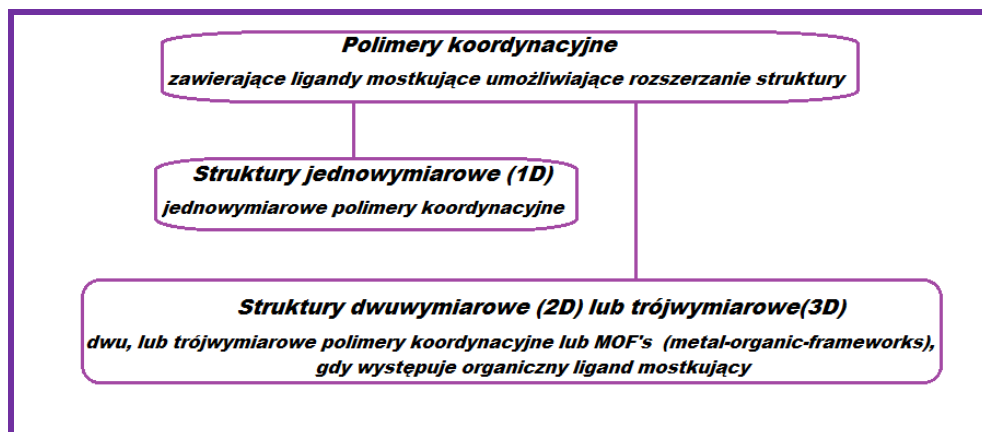 Polimery koordynacyjne
zawierające ligandy mostkujące umożliwiające rozszerzanie struktury
Struktury jednowymiarowe (1D)
jednowymiarowe polimery koordynacyjne
Struktury dwuwymiarowe (2D) lub trójwymiarowe(3D)
dwu, lub trójwymiarowe polimery koordynacyjne lub MOF's (metal-organic-frameworks),
gdy występuje organiczny ligand mostkujący